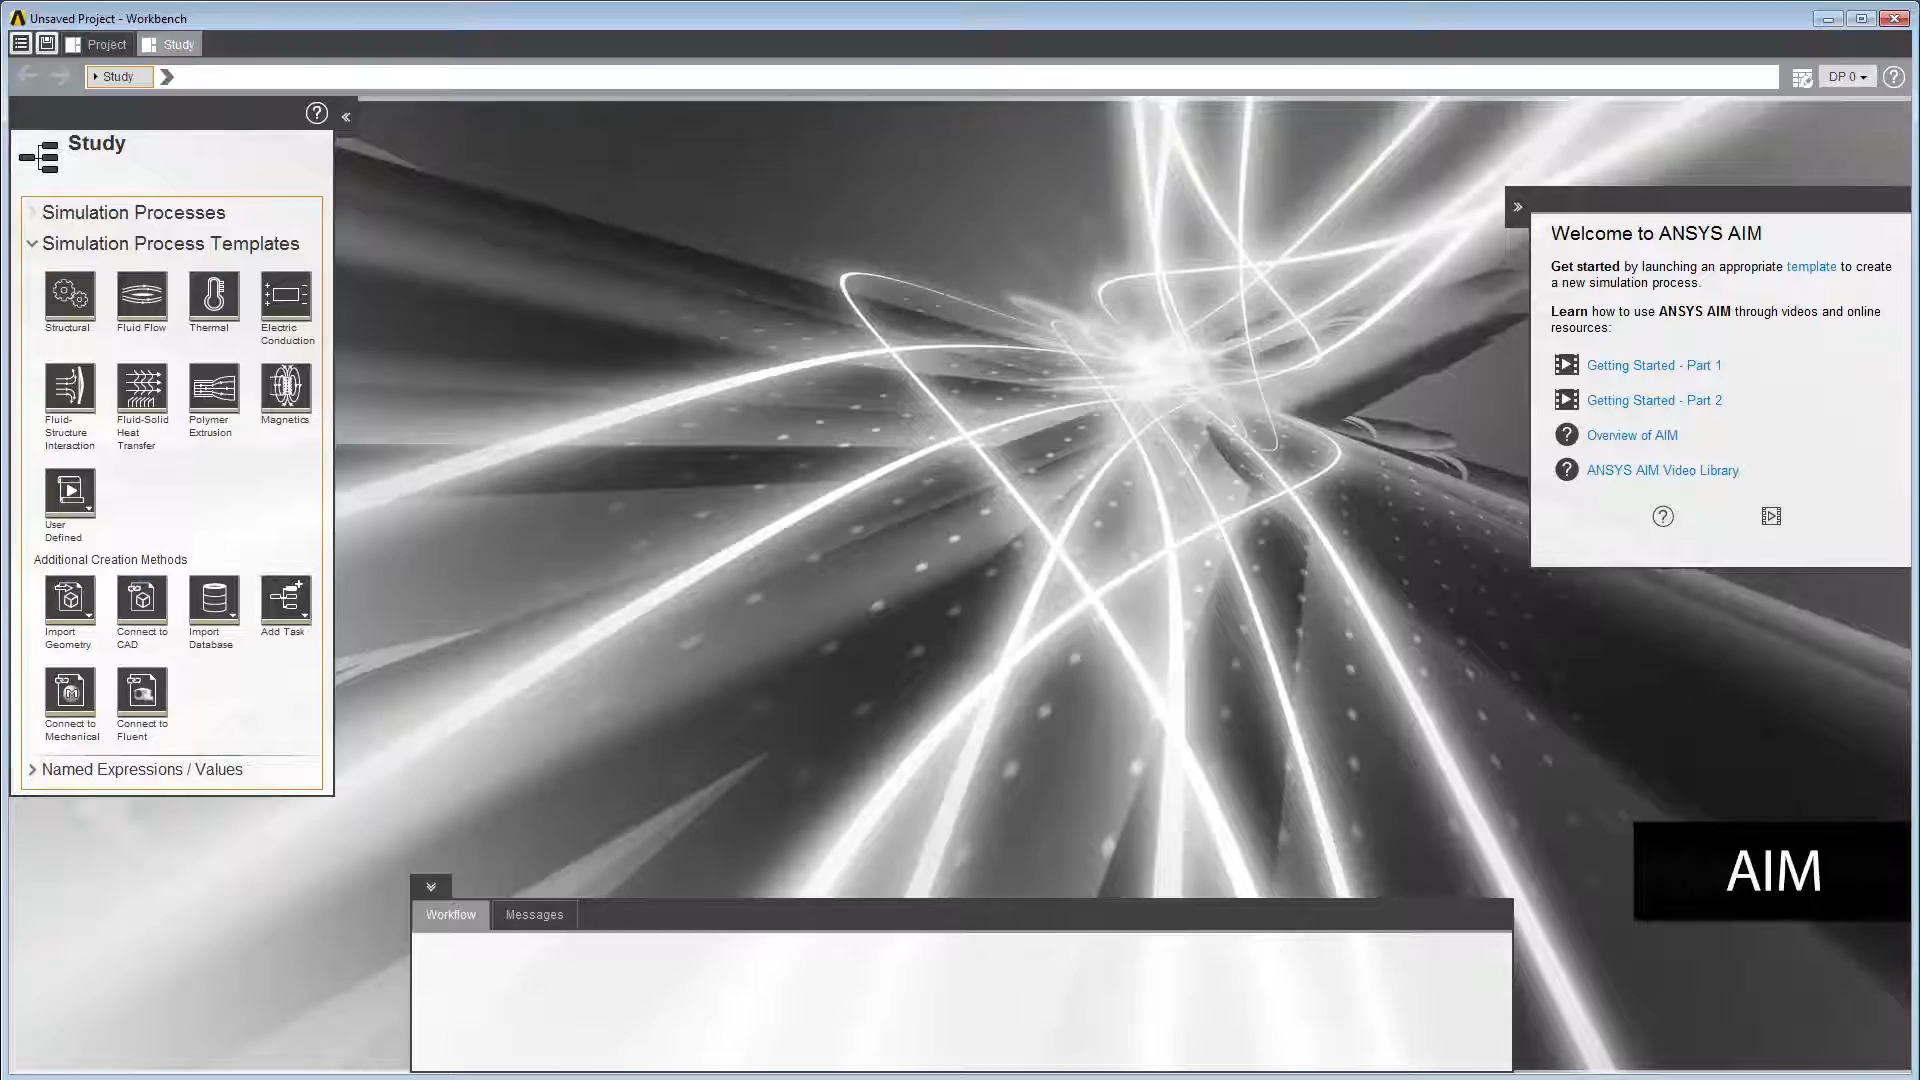 Unsaved Project - Workbench
Project
Study
Study
DP 0
Study
Simulation Processes
Simulation Process Templates
Structural
Fluid Flow
Thermal
Electric
Conduction
Fluid-
Structure
Interaction
Fluid-Solid
Heat
Transfer
Polymer
Extrusion
Magnetics
User
Defined
Additional Creation Methods
Import
Geometry
Connect to
CAD
Import
Database
Add Task
Connect to
Mechanical
Connect to
Fluent
Named Expressions / Values
Welcome to ANSYS AIM
Get started by launching an appropriate template to create
a new simulation process.
Learn how to use ANSYS AIM through videos and online
resources:
Getting Started - Part 1
Getting Started - Part 2
Overview of AIM
ANSYS AIM Video Library
AIM
Workflow
Messages